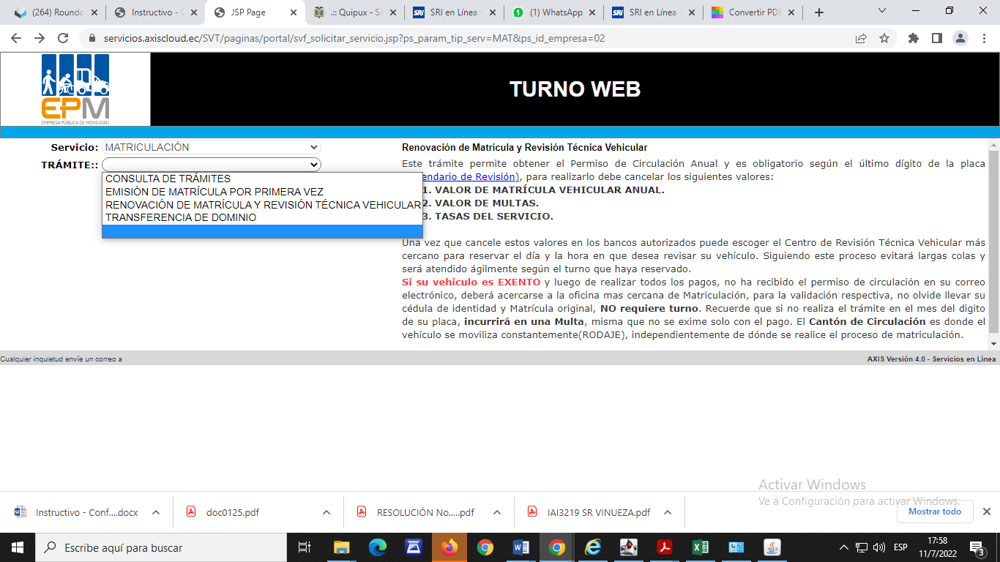 (264) Roundc
Instructivo - C
JSP Page
.:: Quipux - Sis
SRi
SRI en Línea -
(1) WhatsApp
SRi
SRI en Línea -
Convertir PDF
servicios.axiscloud.ec/SVT/paginas/portal/svf_solicitar_servicio.jsp?ps_param_tip_serv=MAT&ps_id_empresa=02
EPM
EMPRESA PÚBLICA DE MOVILIDAD
TURNO WEB
Servicio:
MATRICULACIÓN
TRÁMITE::
CONSULTA DE TRÁMITES
EMISIÓN DE MATRÍCULA POR PRIMERA VEZ
RENOVACIÓN DE MATRÍCULA Y REVISIÓN TÉCNICA VEHICULAR
TRANSFERENCIA DE DOMINIO
Renovación de Matrícula y Revisión Técnica Vehicular
Este trámite permite obtener el Permiso de Circulación Anual y es obligatorio según el último dígito de la placa
endario de Revisión), para realizarlo debe cancelar los siguientes valores:
1. VALOR DE MATRÍCULA VEHICULAR ANUAL.
2. VALOR DE MULTAS.
3. TASAS DEL SERVICIO.
Una vez que cancele estos valores en los bancos autorizados puede escoger el Centro de Revisión Técnica Vehicular más
cercano para reservar el día y la hora en que desea revisar su vehículo. Siguiendo este proceso evitará largas colas y
será atendido ágilmente según el turno que haya reservado.
Si su vehiculo es EXENTO y luego de realizar todos los pagos, no ha recibido el permiso de circulación en su correo
electrónico, deberá acercarse a la oficina mas cercana de Matriculación, para la validación respectiva, no olvide llevar su
cédula de identidad y Matrícula original, NO requiere turno. Recuerde que si no realiza el trámite en el mes del digito
de su placa, incurrirá en una Multa, misma que no se exime solo con el pago. El Cantón de Circulación es donde el
vehículo se moviliza constantemente(RODAJE), independientemente de dónde se realice el proceso de matriculación.
Cualquier inquietud envíe un correo a
AXIS Versión 4.0 - Servicios en Línea
Activar Windows
Ve a Configuración para activar Windows.
Instructivo - Conf....docx
doc0125.pdf
RESOLUCIÓN No.....pdf
IAI3219 SR VINUEZA.pdf
Mostrar todo
Escribe aquí para buscar
ESP
17:58
11/7/2022
3